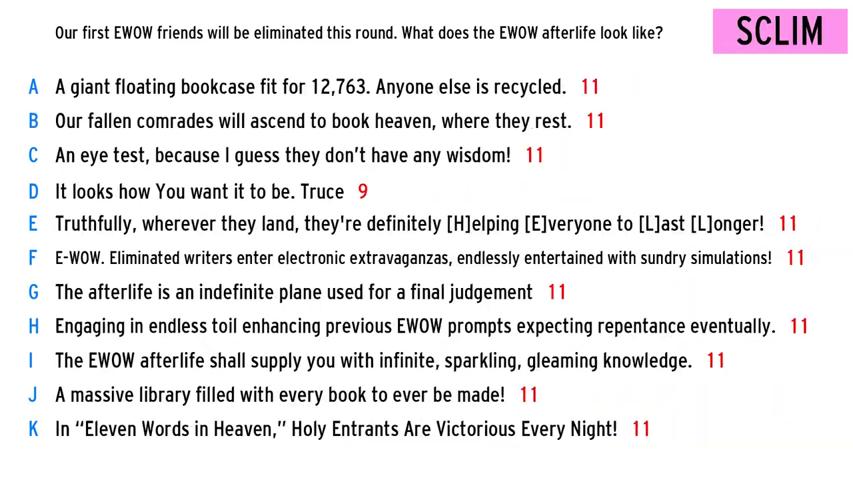 Our first EWOW friends will be eliminated this round. What does the EWOW afterlife look like?
SCLIM
A A giant floating bookcase fit for 12,763. Anyone else is recycled. 11
B Our fallen comrades will ascend to book heaven, where they rest. 11
C An eye test, because I guess they don't have any wisdom! 11
D It looks how You want it to be. Truce 9
E Truthfully, wherever they land, they're definitely [H]elping [E]veryone to [L]ast [L]onger! 11
F E-WOW. Eliminated writers enter electronic extravaganzas, endlessly entertained with sundry simulations! 11
G The afterlife is an indefinite plane used for a final judgement 11
H Engaging in endless toil enhancing previous EWOW prompts expecting repentance eventually. 11
I The EWOW afterlife shall supply you with infinite, sparkling, gleaming knowledge. 11
J A massive library filled with every book to ever be made! 11
K In “Eleven Words in Heaven,” Holy Entrants Are Victorious Every Night! 11